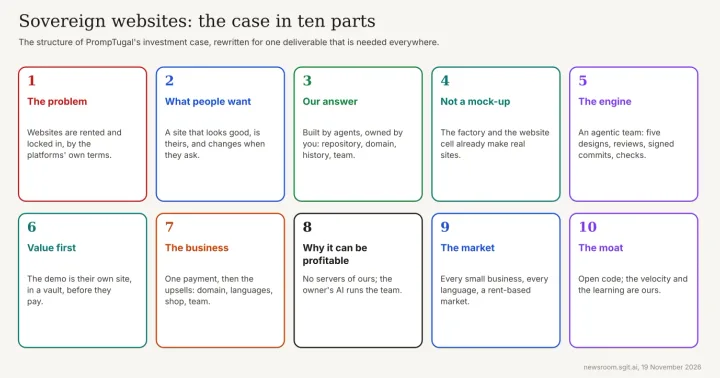 Sovereign websites: the case in ten parts
The structure of PrompTugal's investment case, rewritten for one deliverable that is needed everywhere.
1
The problem
Websites are rented and
locked in, by the
platforms' own terms.
2
What people want
A site that looks good, is
theirs, and changes when
they ask.
3
Our answer
Built by agents, owned by
you: repository, domain,
history, team.
4
Not a mock-up
The factory and the website
cell already make real
sites.
5
The engine
An agentic team: five
designs, reviews, signed
commits, checks.
6
Value first
The demo is their own site,
in a vault, before they
pay.
7
The business
One payment, then the
upsells: domain, languages,
shop, team.
8
Why it can be
profitable
No servers of ours; the
owner's AI runs the team.
9
The market
Every small business, every
language, a rent-based
market.
10
The moat
Open code; the velocity and
the learning are ours.
newsroom.sgit.ai, 19 November 2026